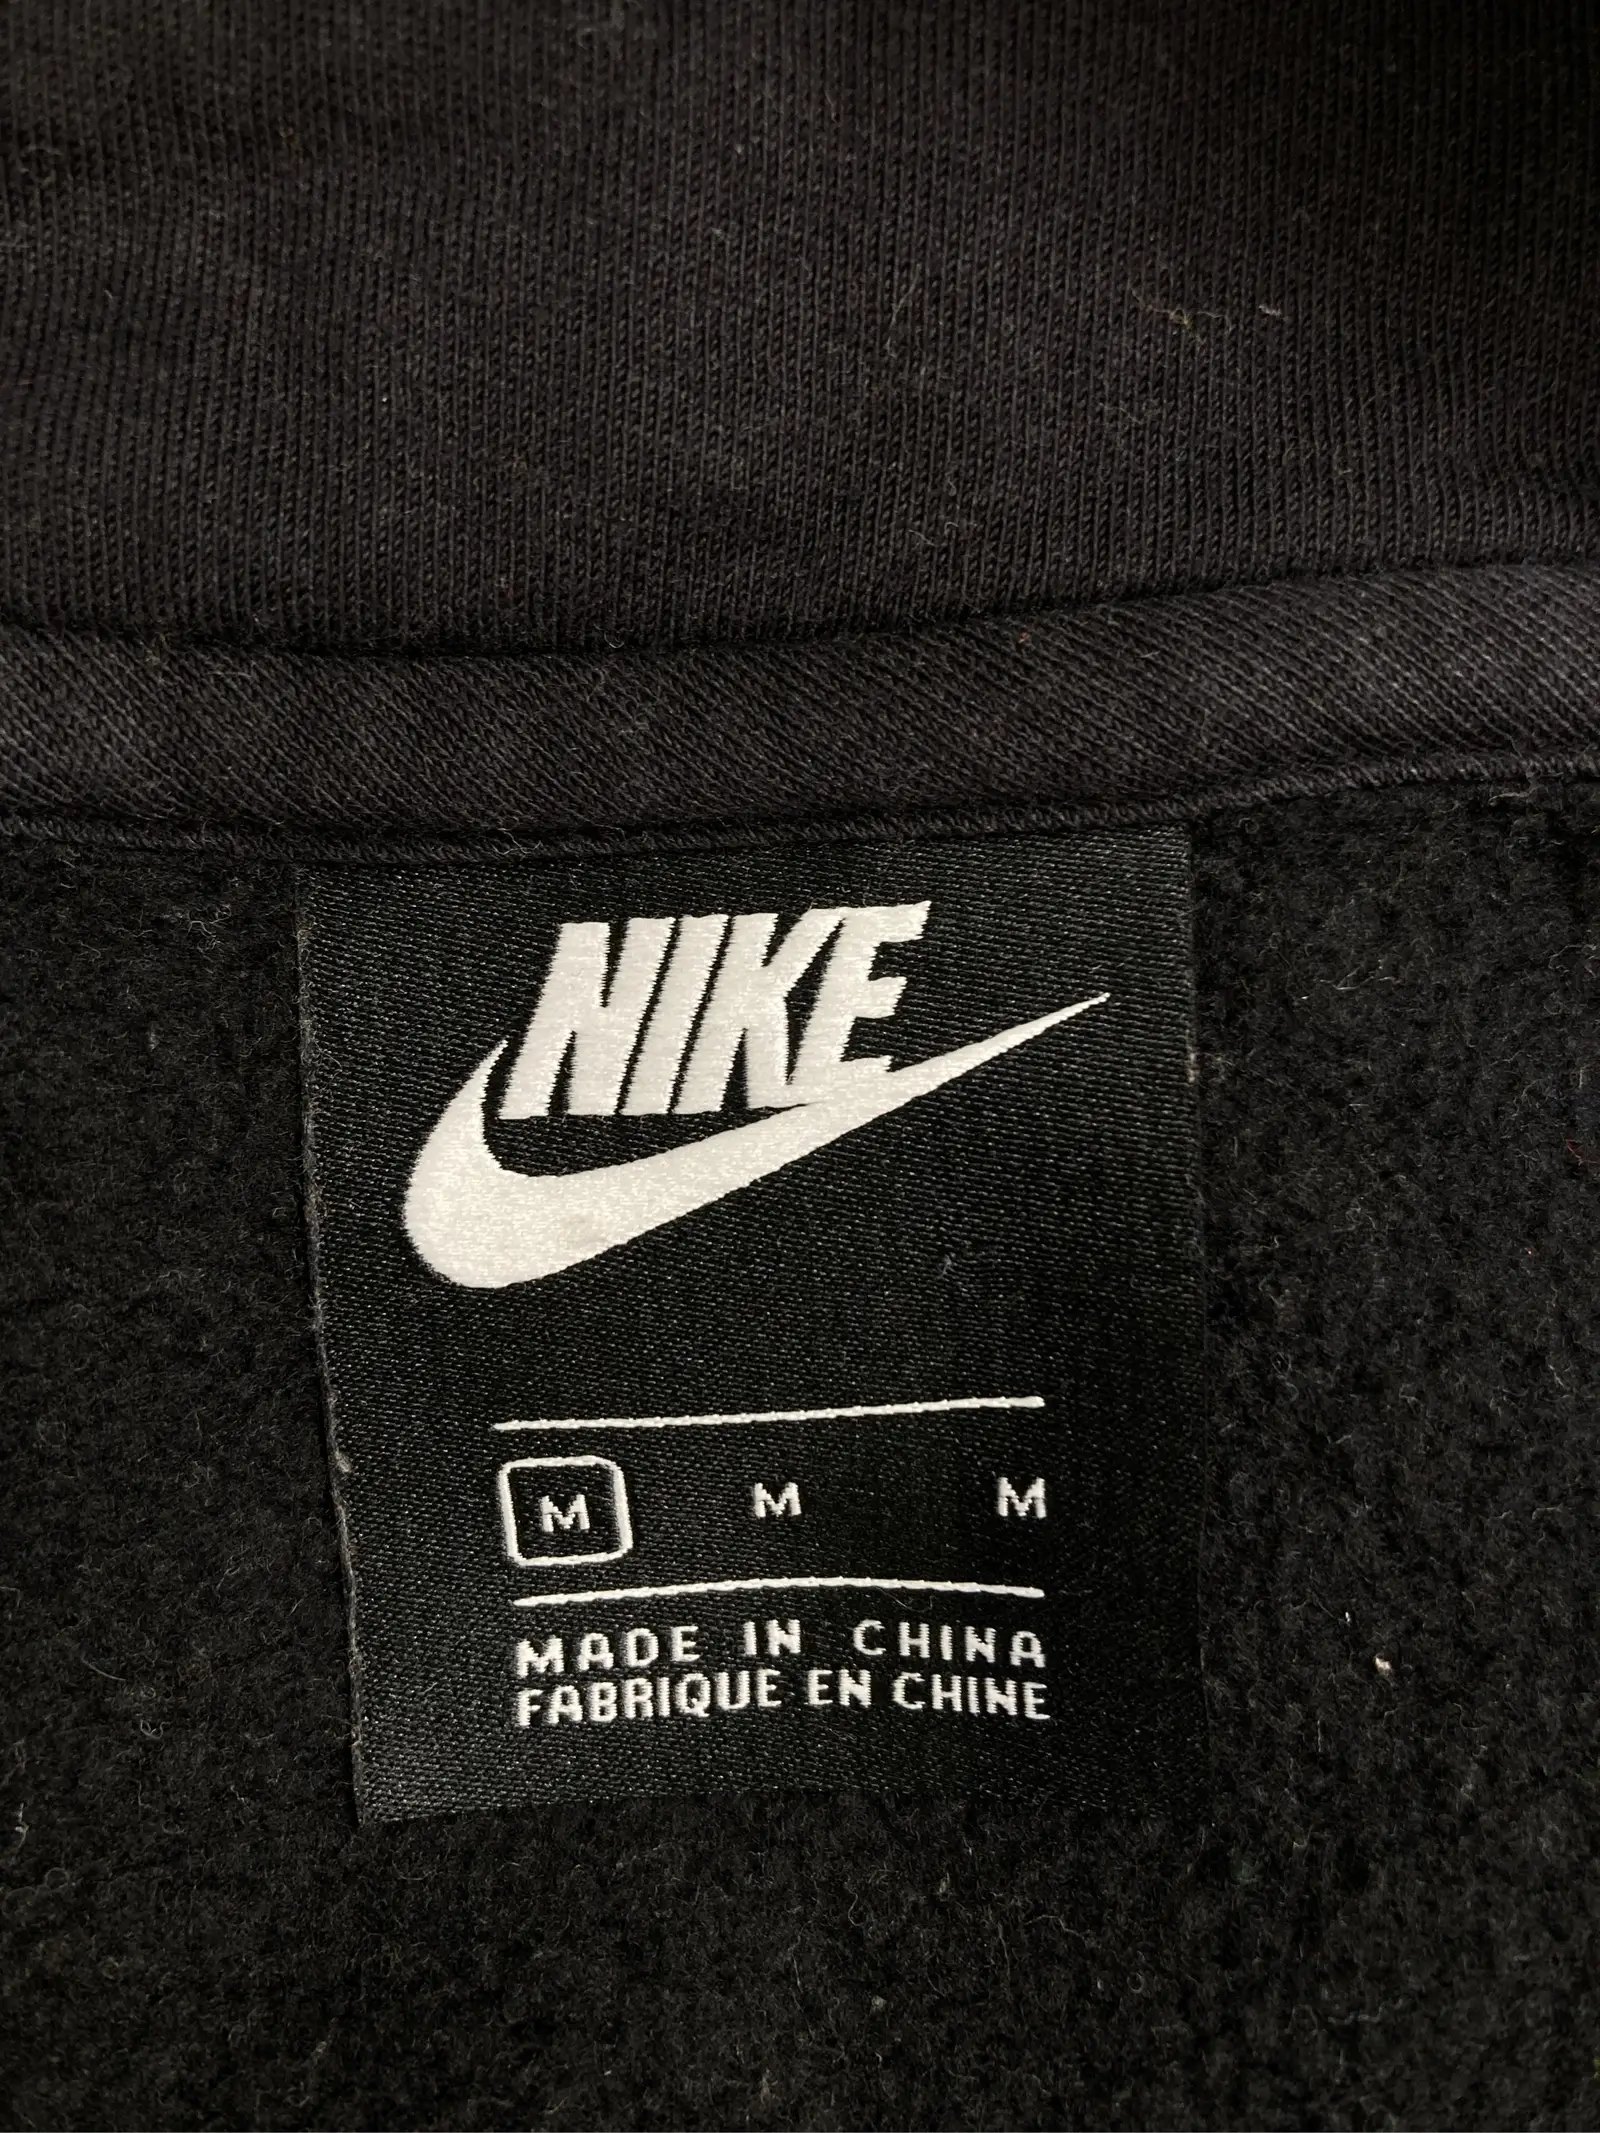 NIKE
M M M
MADE IN CHINA
FABRIQUE EN CHINE